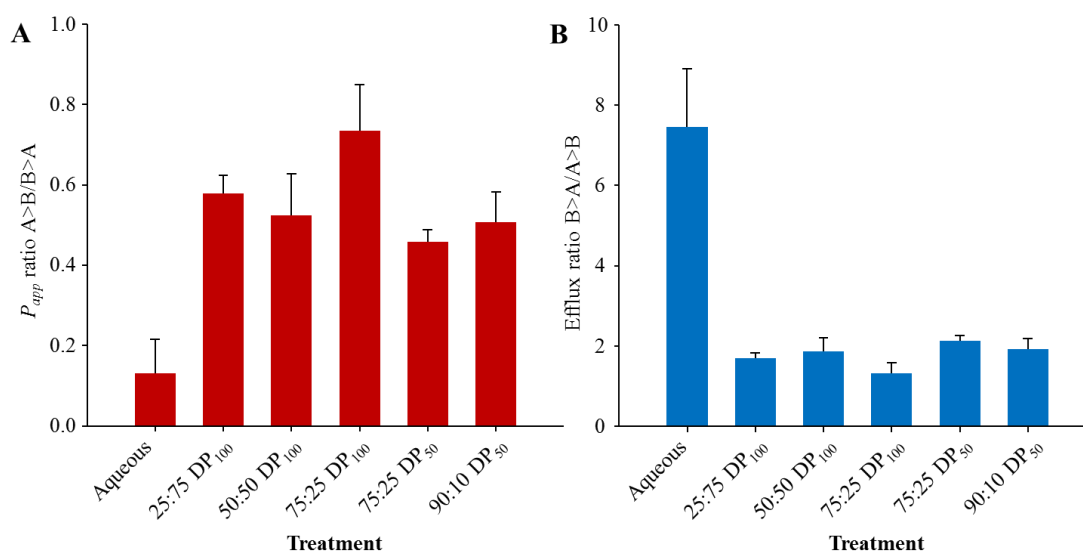 A
P_app ratio A>B/B>A
1.0
0.8
0.6
0.4
0.2
0.0
Aqueous
25:75 DP100
50:50 DP100
75:25 DP100
75:25 DP50
90:10 DP50
Treatment
B
Efflux ratio B>A/A>B
10
8
6
4
2
0
Aqueous
25:75 DP100
50:50 DP100
75:25 DP100
75:25 DP50
90:10 DP50
Treatment